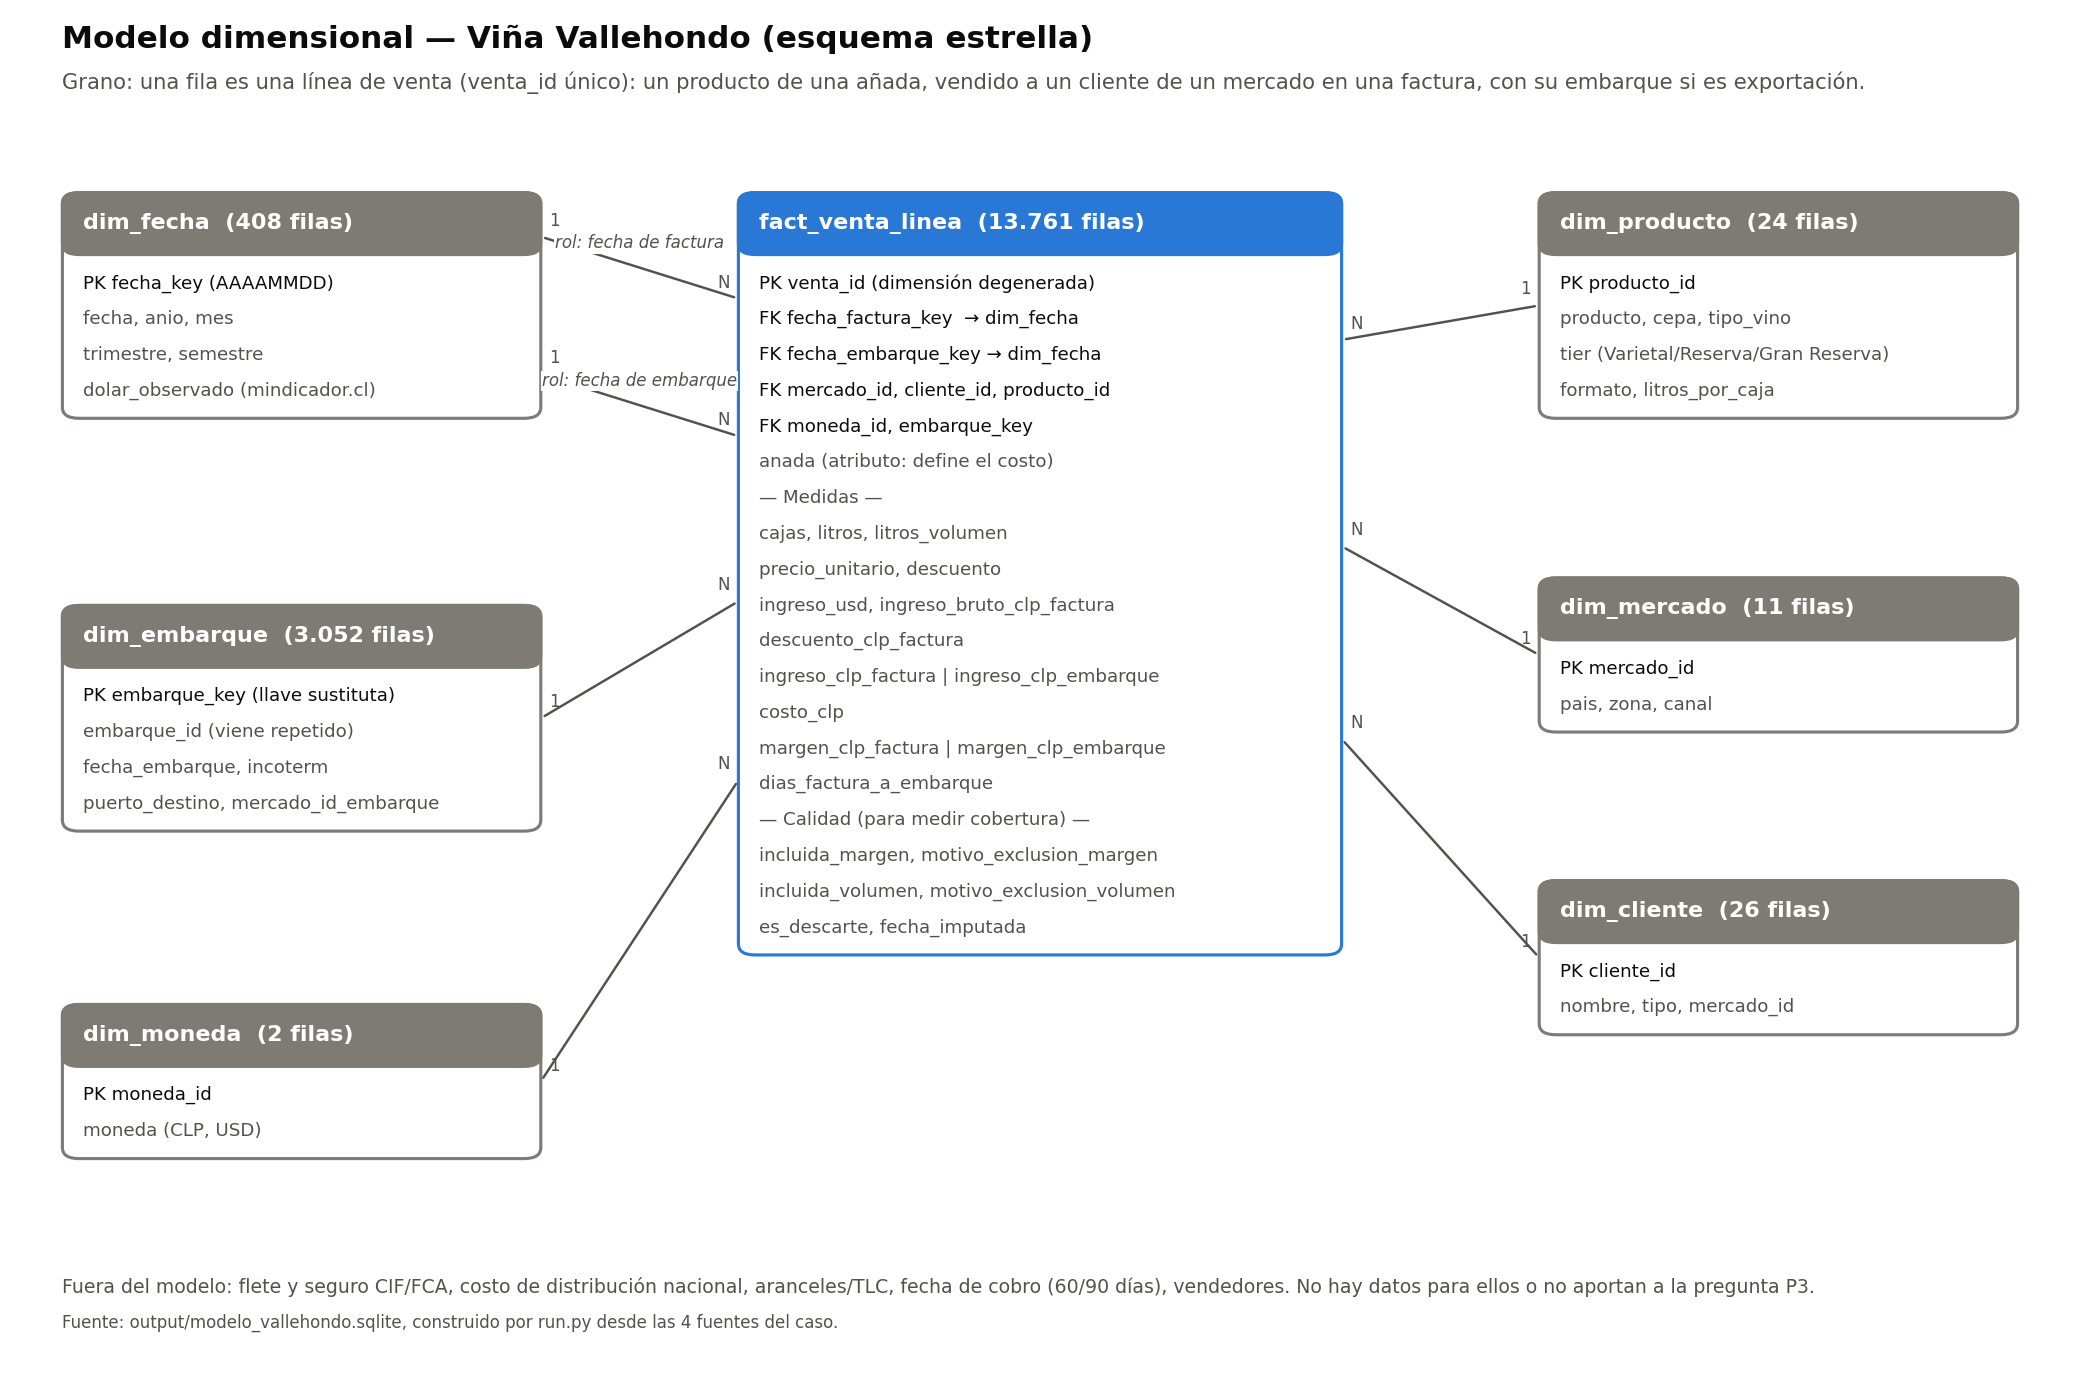 Modelo dimensional — Viña Vallehondo (esquema estrella)
Grano: una fila es una línea de venta (venta_id único): un producto de una añada, vendido a un cliente de un mercado en una factura, con su embarque si es exportación.
dim_fecha (408 filas)
PK fecha_key (AAAAMMDD)
fecha, anio, mes
trimestre, semestre
dolar_observado (mindicador.cl)
1
rol: fecha de factura
N
1
rol: fecha de embarque
N
dim_embarque (3.052 filas)
PK embarque_key (llave sustituta)
embarque_id (viene repetido)
fecha_embarque, incoterm
puerto_destino, mercado_id_embarque
N
1
dim_moneda (2 filas)
PK moneda_id
moneda (CLP, USD)
N
1
fact_venta_linea (13.761 filas)
PK venta_id (dimensión degenerada)
FK fecha_factura_key → dim_fecha
FK fecha_embarque_key → dim_fecha
FK mercado_id, cliente_id, producto_id
FK moneda_id, embarque_key
anada (atributo: define el costo)
— Medidas —
cajas, litros, litros_volumen
precio_unitario, descuento
ingreso_usd, ingreso_bruto_clp_factura
descuento_clp_factura
ingreso_clp_factura | ingreso_clp_embarque
costo_clp
margen_clp_factura | margen_clp_embarque
dias_factura_a_embarque
— Calidad (para medir cobertura) —
incluida_margen, motivo_exclusion_margen
incluida_volumen, motivo_exclusion_volumen
es_descarte, fecha_imputada
N
1
dim_producto (24 filas)
PK producto_id
producto, cepa, tipo_vino
tier (Varietal/Reserva/Gran Reserva)
formato, litros_por_caja
N
1
dim_mercado (11 filas)
PK mercado_id
pais, zona, canal
N
1
dim_cliente (26 filas)
PK cliente_id
nombre, tipo, mercado_id
Fuera del modelo: flete y seguro CIF/FCA, costo de distribución nacional, aranceles/TLC, fecha de cobro (60/90 días), vendedores. No hay datos para ellos o no aportan a la pregunta P3.
Fuente: output/modelo_vallehondo.sqlite, construido por run.py desde las 4 fuentes del caso.